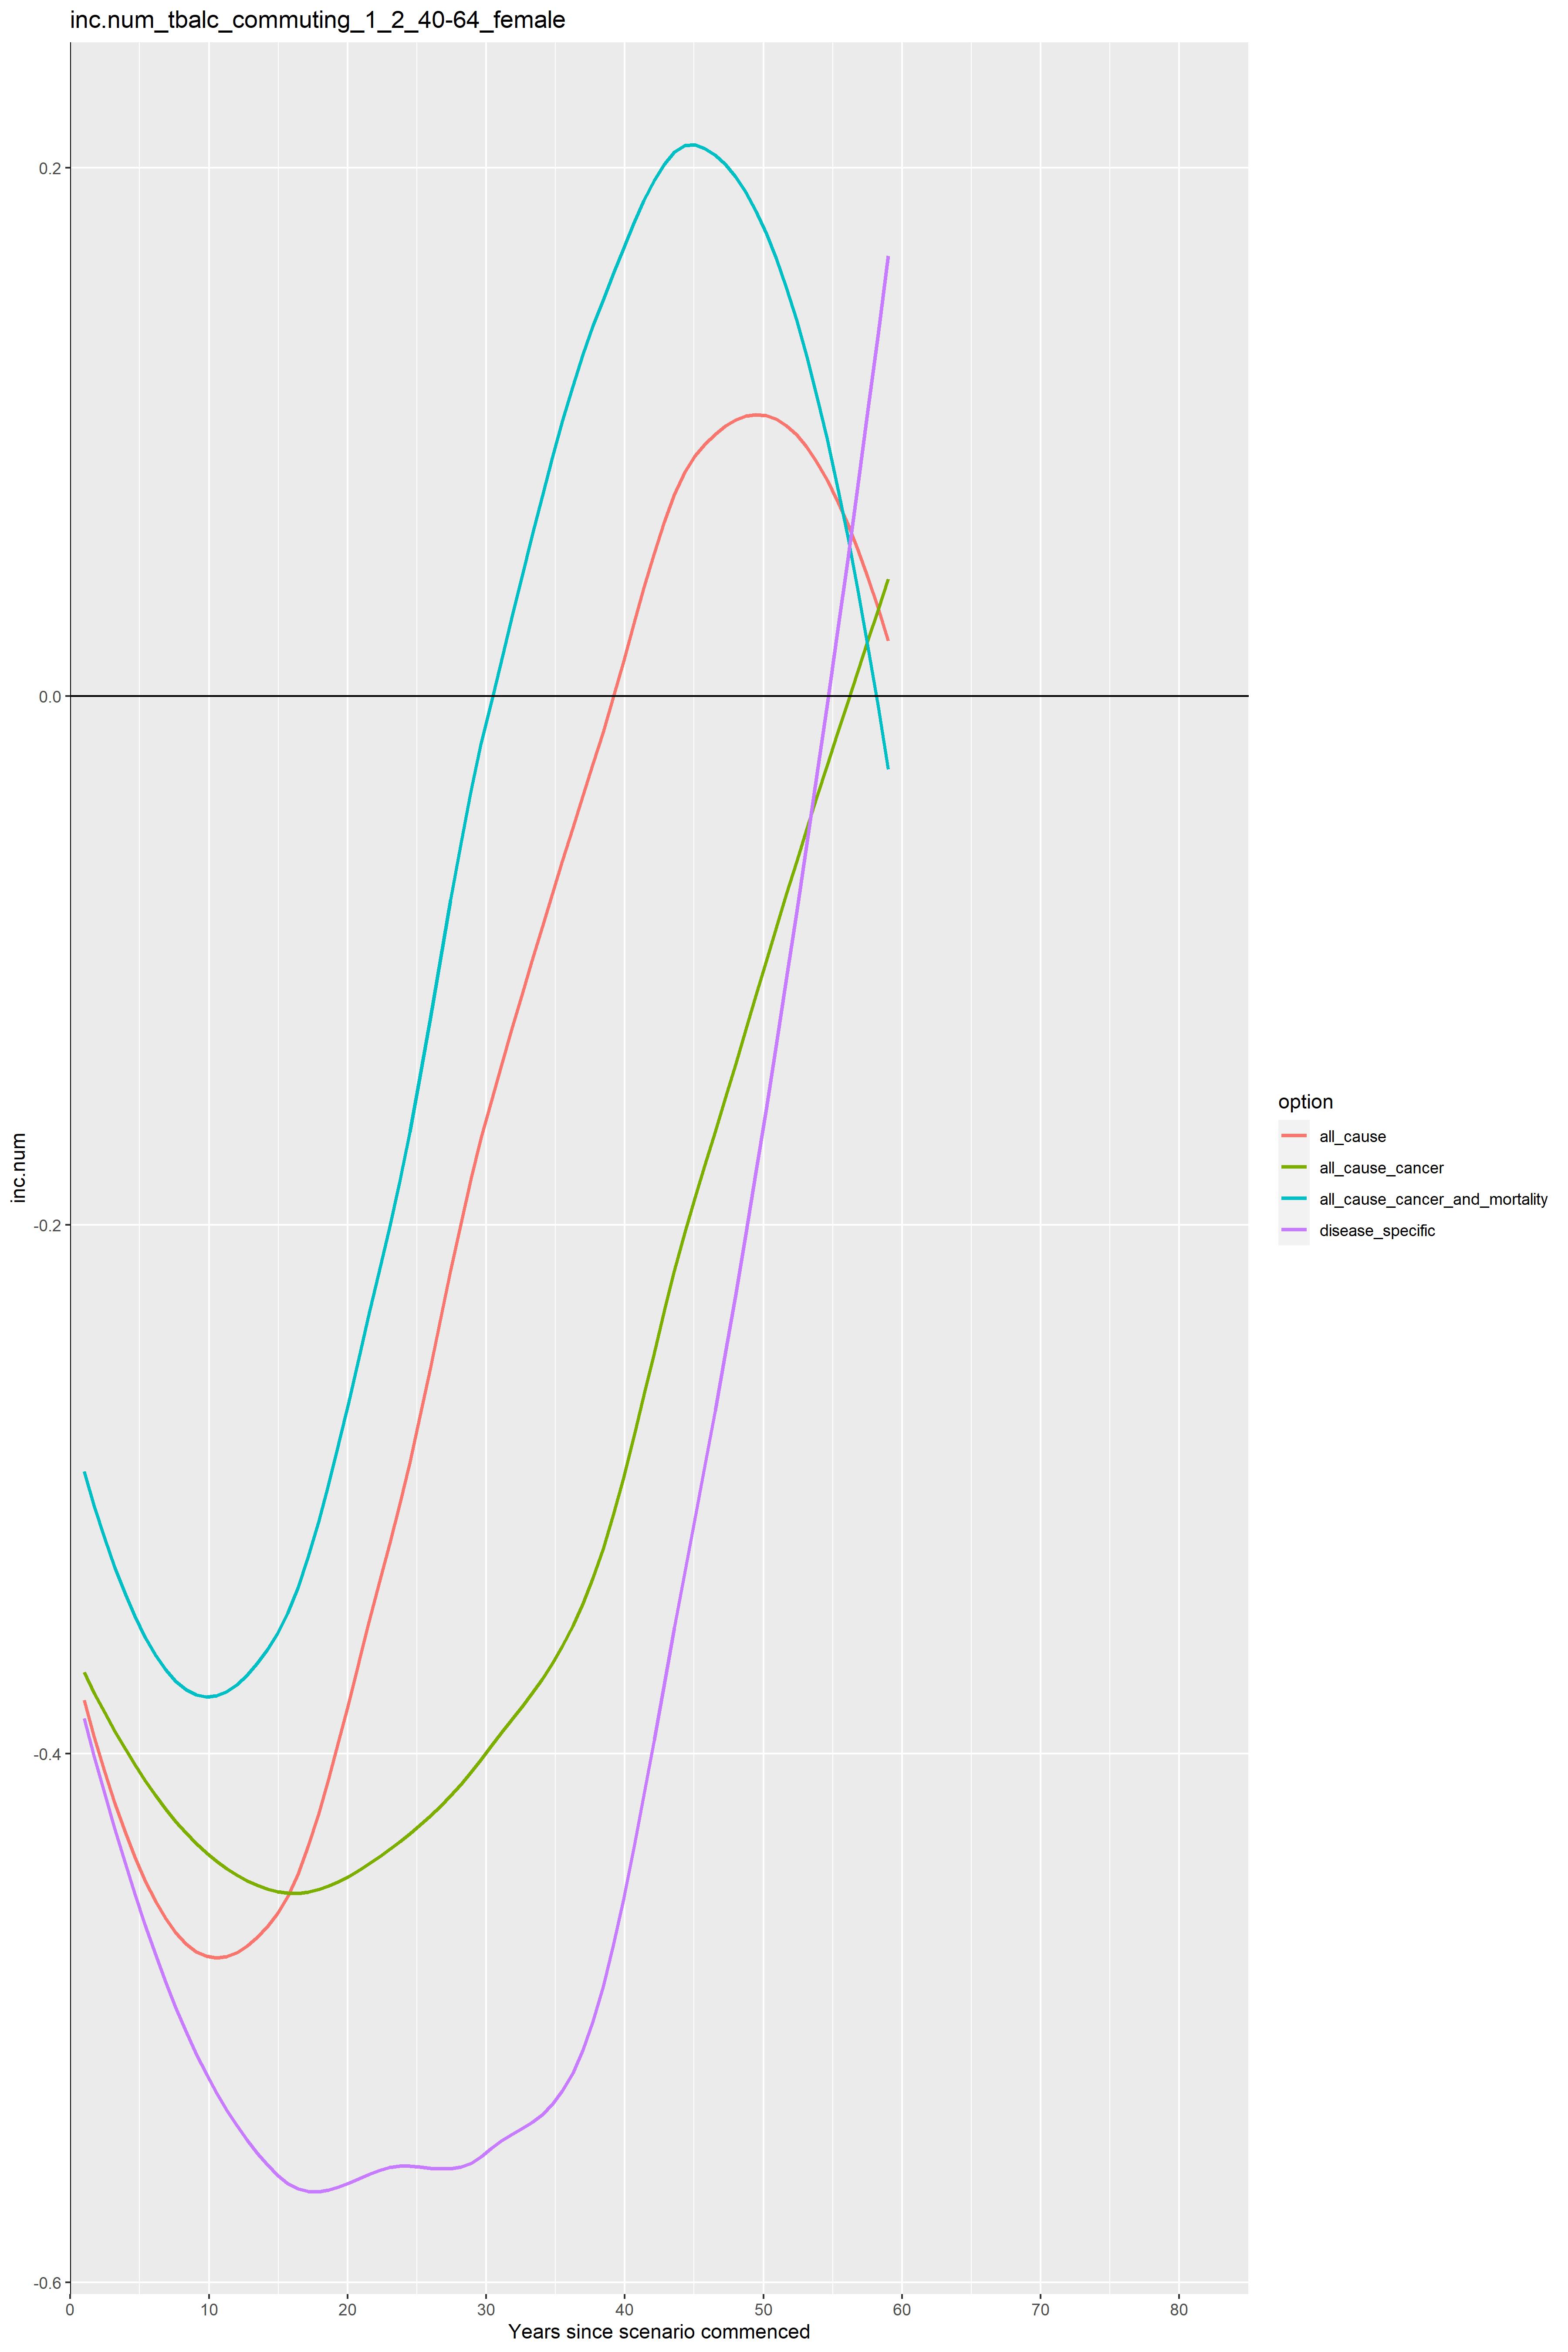 inc.num_tbalc_commuting_1_2_40-64_female
0.2
0.0
-0.2
-0.4
-0.6
inc.num
0 10 20 30 40 50 60 70 80
Years since scenario commenced
option
all_cause
all_cause_cancer
all_cause_cancer_and_mortality
disease_specific